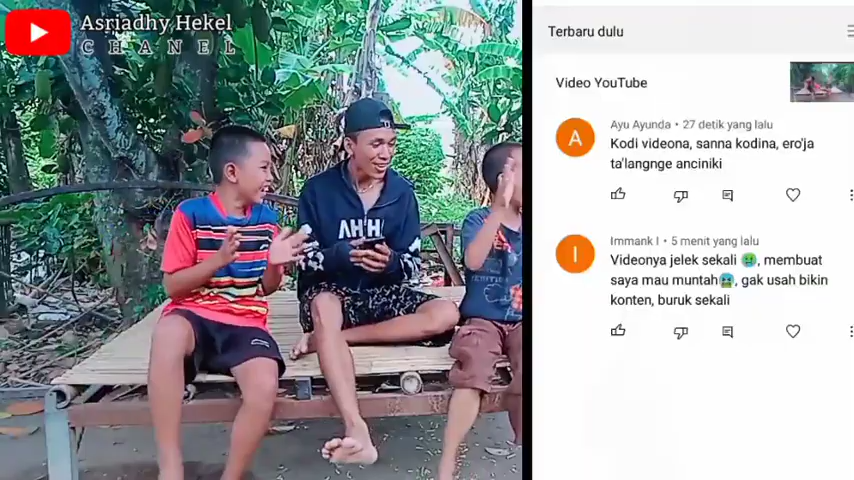 Asriadhy Hekel
CHANEL
AH H
Terbaru dulu
Video YouTube
A
Ayu Ayunda • 27 detik yang lalu
Kodi videona, sanna kodina, ero'ja
ta'langnge anciniki
I
Immank I • 5 menit yang lalu
Videonya jelek sekali 🤮, membuat
saya mau muntah🤮, gak usah bikin
konten, buruk sekali